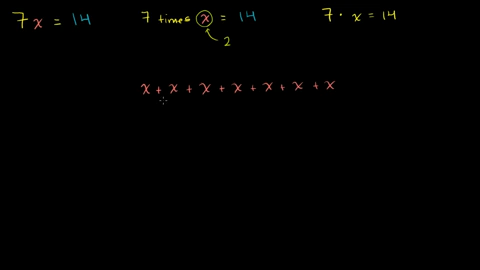 7x = 14
7 times x = 14
7 · x = 14
2
x + x + x + x + x + x + x